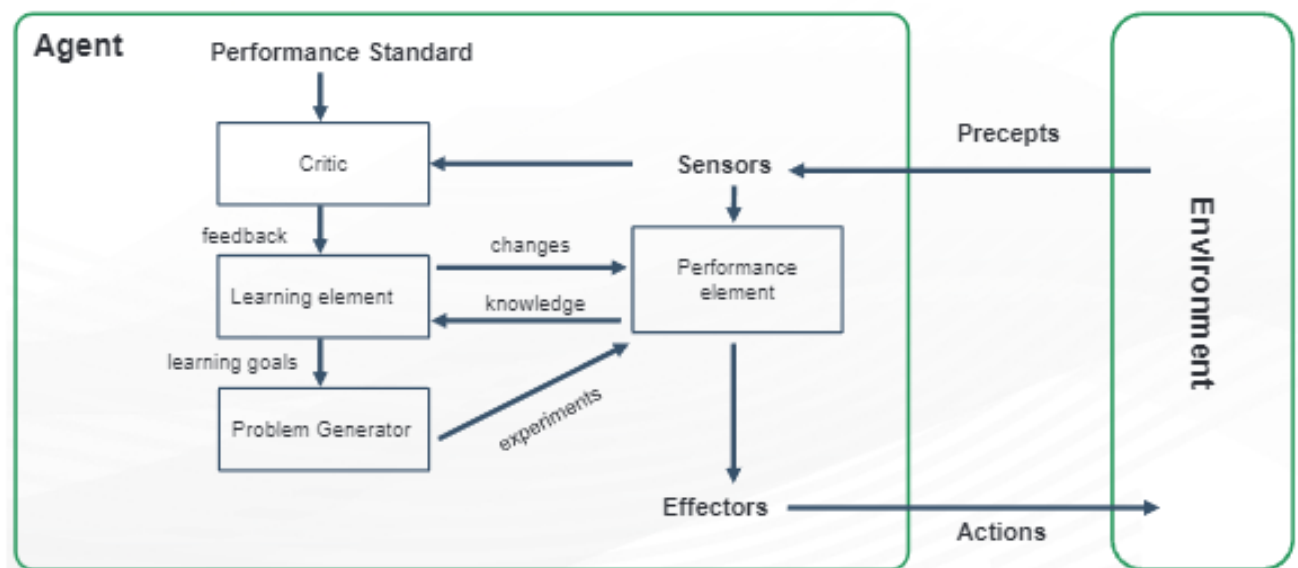 Agent
Performance Standard
Precepts
Critic
Sensors
feedback
changes
Performance
element
Learning element
knowledge
Environment
learning goals
experiments
Problem Generator
Effectors
Actions